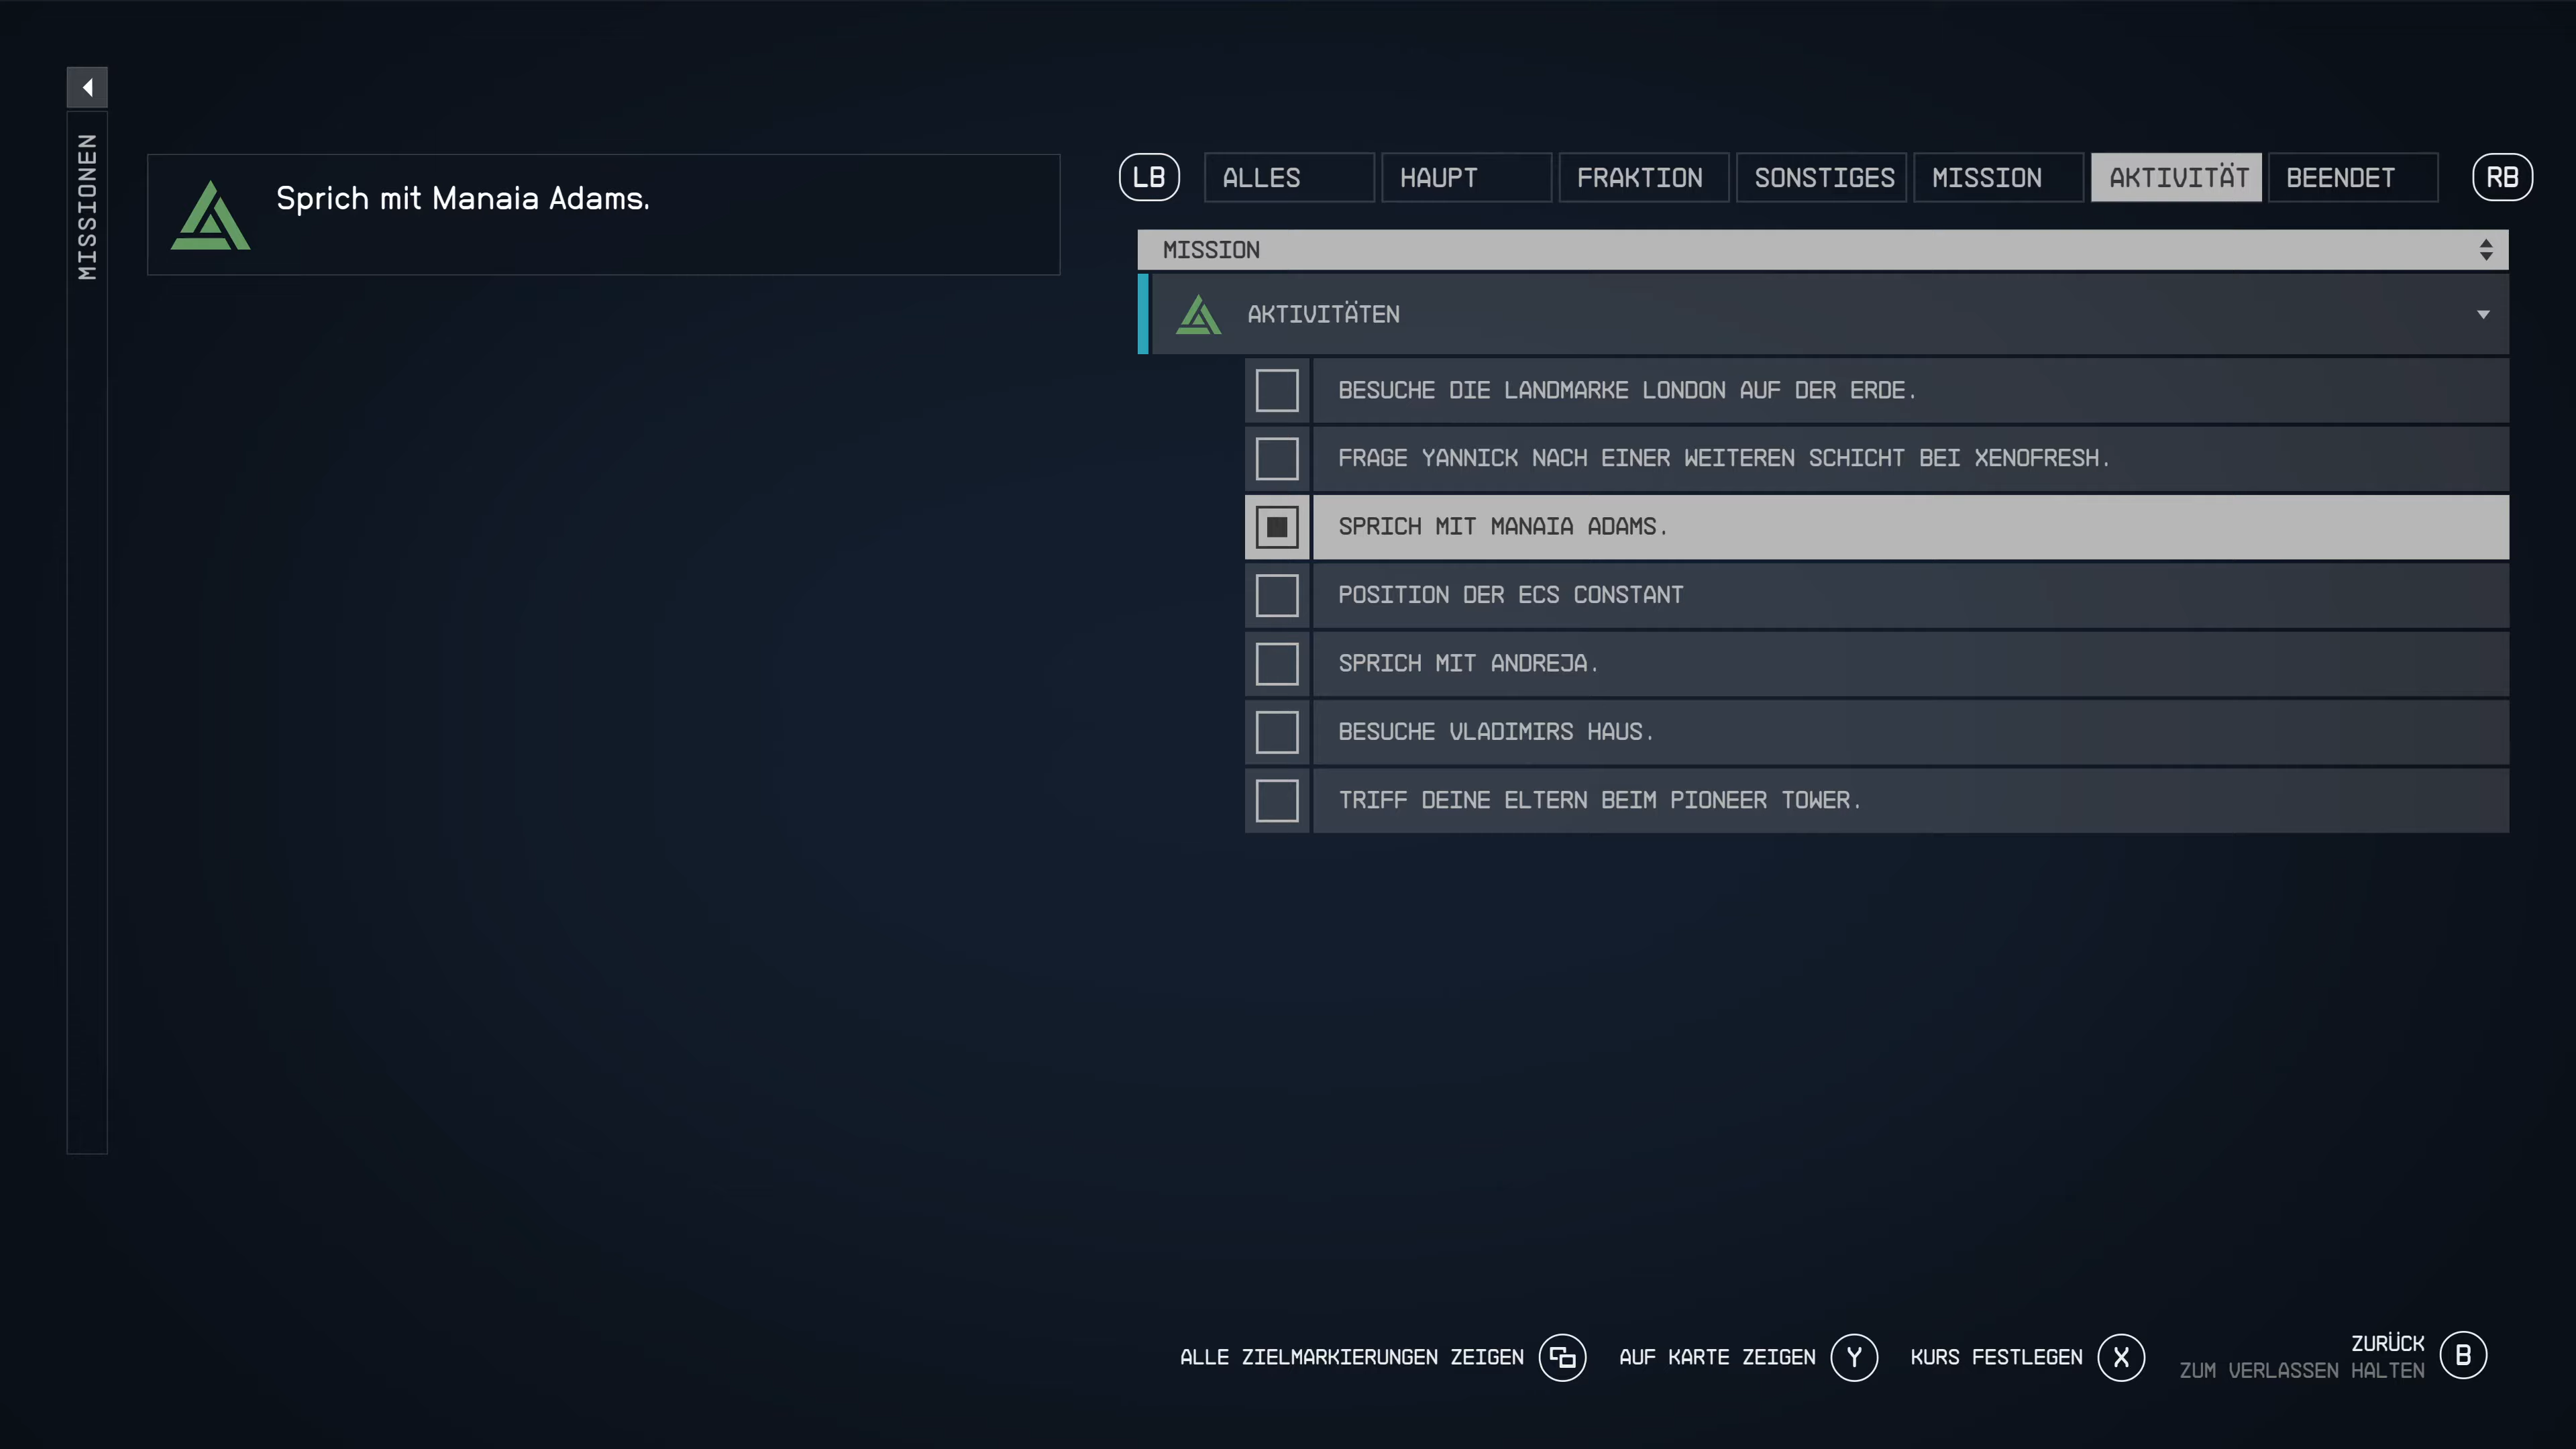 MISSIONEN
Sprich mit Manaia Adams.
LB ALLES HAUPT FRAKTION SONSTIGES MISSION AKTIVITÄT BEENDET RB
MISSION
AKTIVITÄTEN
BESUCHE DIE LANDMARKE LONDON AUF DER ERDE.
FRAGE YANNICK NACH EINER WEITEREN SCHICHT BEI XENOFRESH.
SPRICH MIT MANAIA ADAMS.
POSITION DER ECS CONSTANT
SPRICH MIT ANDREJA.
BESUCHE VLADIMIRS HAUS.
TRIFF DEINE ELTERN BEIM PIONEER TOWER.
ALLE ZIELMARKIERUNGEN ZEIGEN AUF KARTE ZEIGEN Y KURS FESTLEGEN X ZURÜCK B
ZUM VERLASSEN HALTEN